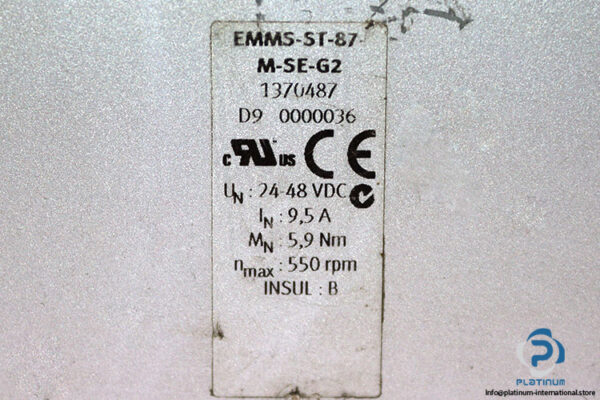 EMMS-ST-87-
M-SE-G2
1370487
D9 0000036
c RU US CE
UN : 24-48 VDC
IN : 9,5 A
MN : 5,9 Nm
nmax : 550 rpm
INSUL : B
PLATINUM
info@platinum-international.store